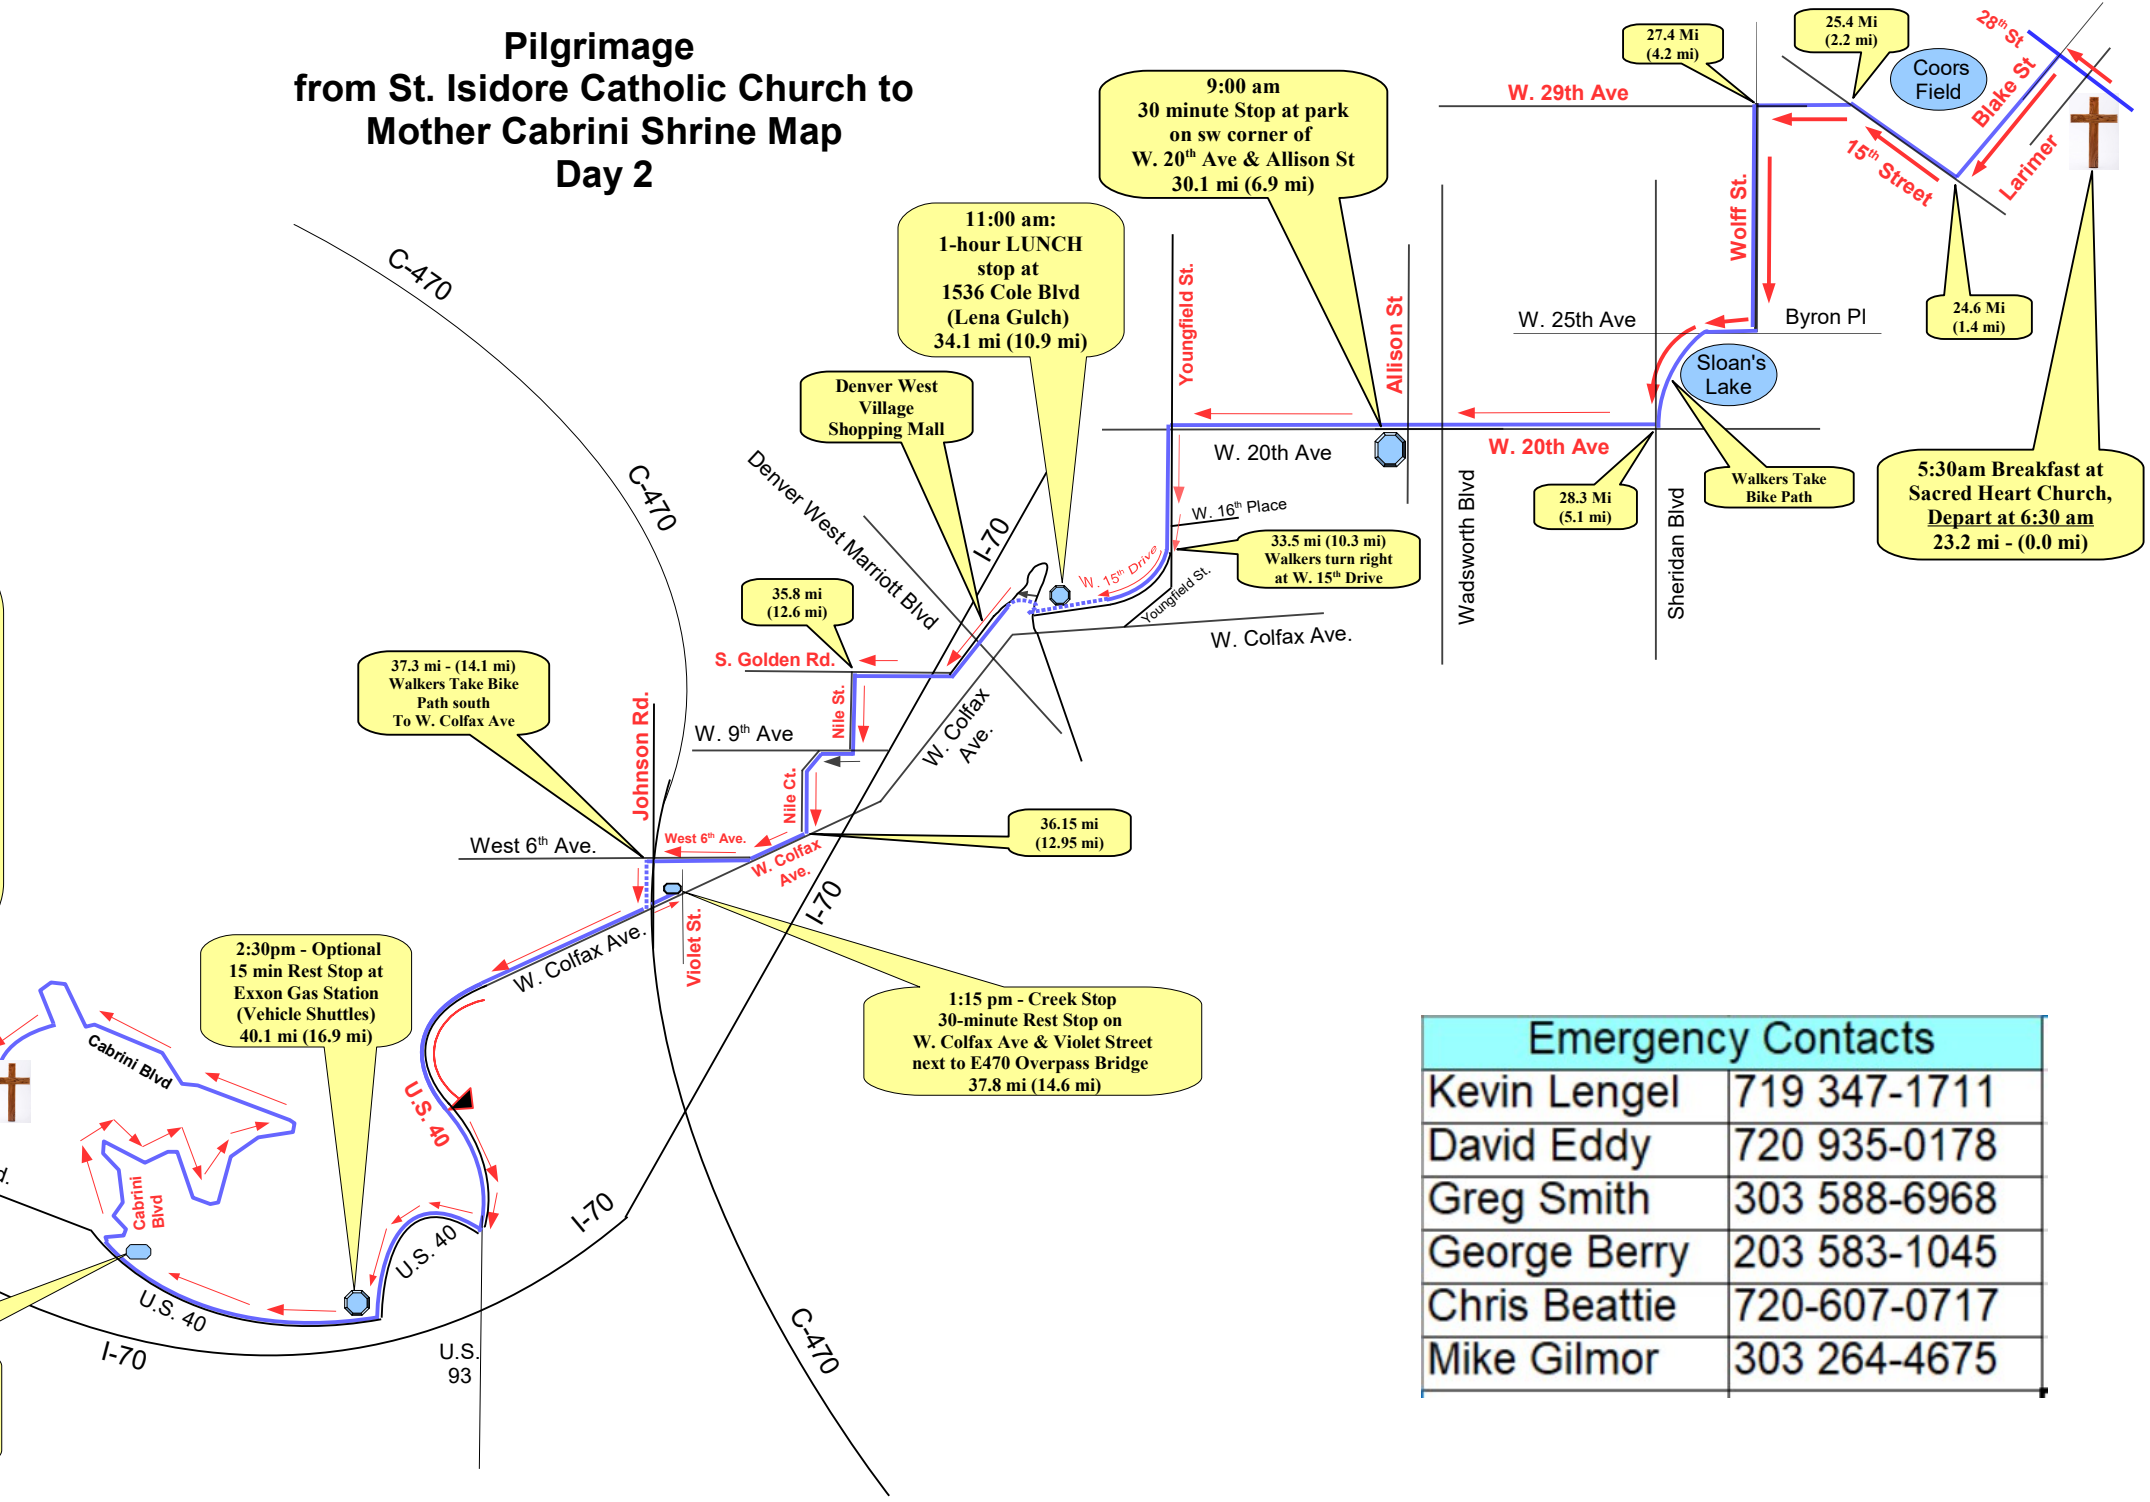 Pilgrimage
from St. Isidore Catholic Church to
Mother Cabrini Shrine Map
Day 2
27.4 Mi
(4.2 mi)
25.4 Mi
(2.2 mi)
Coors
Field
28th St
Blake St
Larimer
15th Street
W. 29th Ave
Wolff St.
24.6 Mi
(1.4 mi)
5:30am Breakfast at
Sacred Heart Church,
Depart at 6:30 am
23.2 mi - (0.0 mi)
9:00 am
30 minute Stop at park
on sw corner of
W. 20th Ave & Allison St
30.1 mi (6.9 mi)
11:00 am:
1-hour LUNCH
stop at
1536 Cole Blvd
(Lena Gulch)
34.1 mi (10.9 mi)
Denver West
Village
Shopping Mall
C-470
C-470
Youngfield St.
Allison St
W. 25th Ave
Byron Pl
Sloan's
Lake
W. 20th Ave
W. 20th Ave
Walkers Take
Bike Path
28.3 Mi
(5.1 mi)
Wadsworth Blvd
Sheridan Blvd
W. 16th Place
33.5 mi (10.3 mi)
Walkers turn right
at W. 15th Drive
W. 15th Drive
Youngfield St.
W. Colfax Ave.
Denver West Marriott Blvd
I-70
35.8 mi
(12.6 mi)
S. Golden Rd.
Nile St.
W. 9th Ave
W. Colfax
Ave.
Nile Ct.
37.3 mi - (14.1 mi)
Walkers Take Bike
Path south
To W. Colfax Ave
Johnson Rd.
36.15 mi
(12.95 mi)
West 6th Ave.
West 6th Ave.
W. Colfax
Ave.
I-70
Violet St.
W. Colfax Ave.
1:15 pm - Creek Stop
30-minute Rest Stop on
W. Colfax Ave & Violet Street
next to E470 Overpass Bridge
37.8 mi (14.6 mi)
2:30pm - Optional
15 min Rest Stop at
Exxon Gas Station
(Vehicle Shuttles)
40.1 mi (16.9 mi)
U.S. 40
Cabrini Blvd
Cabrini
Blvd
d.
U.S. 40
U.S. 40
I-70
I-70
U.S.
93
C-470
Emergency Contacts
Kevin Lengel 719 347-1711
David Eddy 720 935-0178
Greg Smith 303 588-6968
George Berry 203 583-1045
Chris Beattie 720-607-0717
Mike Gilmor 303 264-4675